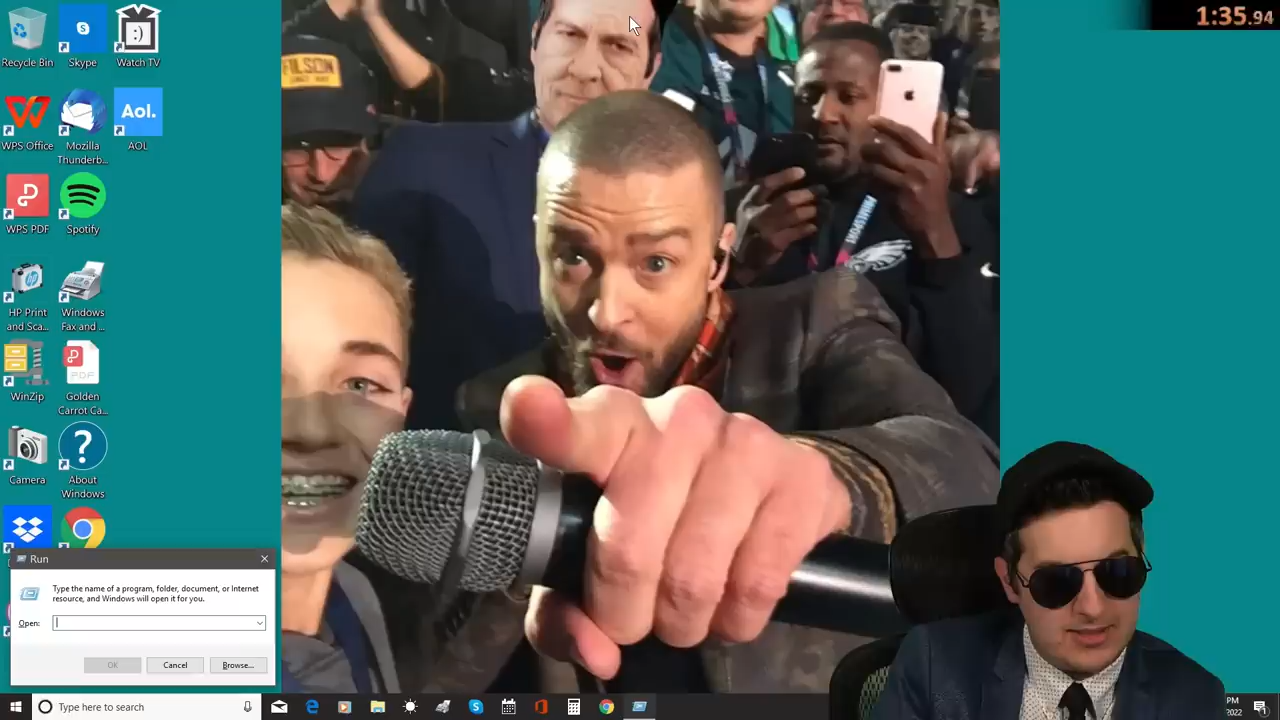 1:35.94
Recycle Bin
Skype
Watch TV
WPS Office
Mozilla
Thunderb...
Aol.
AOL
WPS PDF
Spotify
HP Print
and Sca...
Windows
Fax and ...
WinZip
Golden
Carrot Ca...
Camera
?
About
Windows
FILSON
Run
Type the name of a program, folder, document, or Internet
resource, and Windows will open it for you.
Open:
OK
Cancel
Browse...
Type here to search
PM
2022